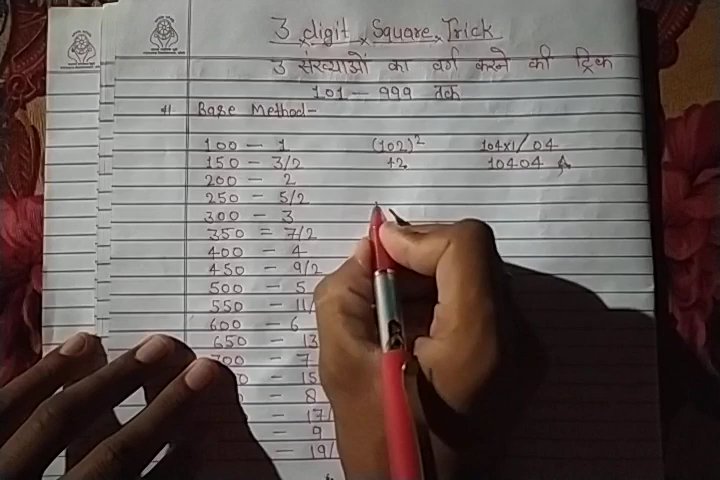 3 digit Square Trick
3 संख्याओं का वर्ग करने की ट्रिक
101 - 999 तक
Base Method-
100 - 1 (102)² 104×1/04
150 - 3/2 +2 10404
200 - 2
250 - 5/2
300 - 3
350 = 7/2
400 - 4
450 - 9/2
500 - 5
550 - 11/
600 - 6
650 - 13
700 - 7
- 15
- 8
- 17/
- 9
- 19/